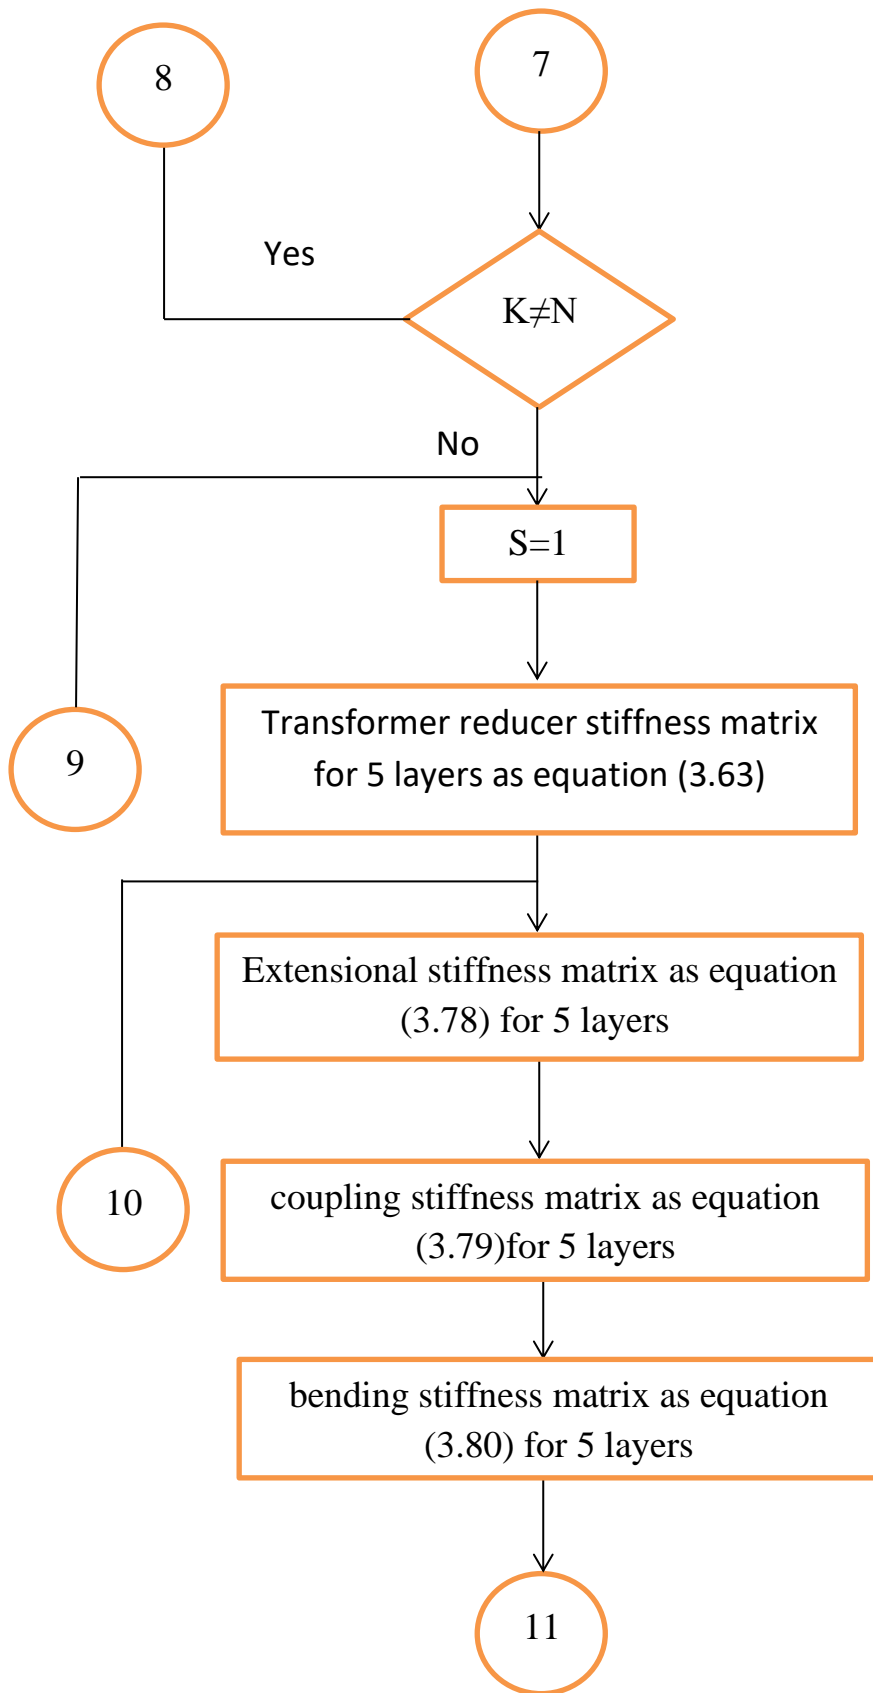 8
7
Yes
K≠N
No
S=1
Transformer reducer stiffness matrix
for 5 layers as equation (3.63)
9
Extensional stiffness matrix as equation
(3.78) for 5 layers
10
coupling stiffness matrix as equation
(3.79)for 5 layers
bending stiffness matrix as equation
(3.80) for 5 layers
11